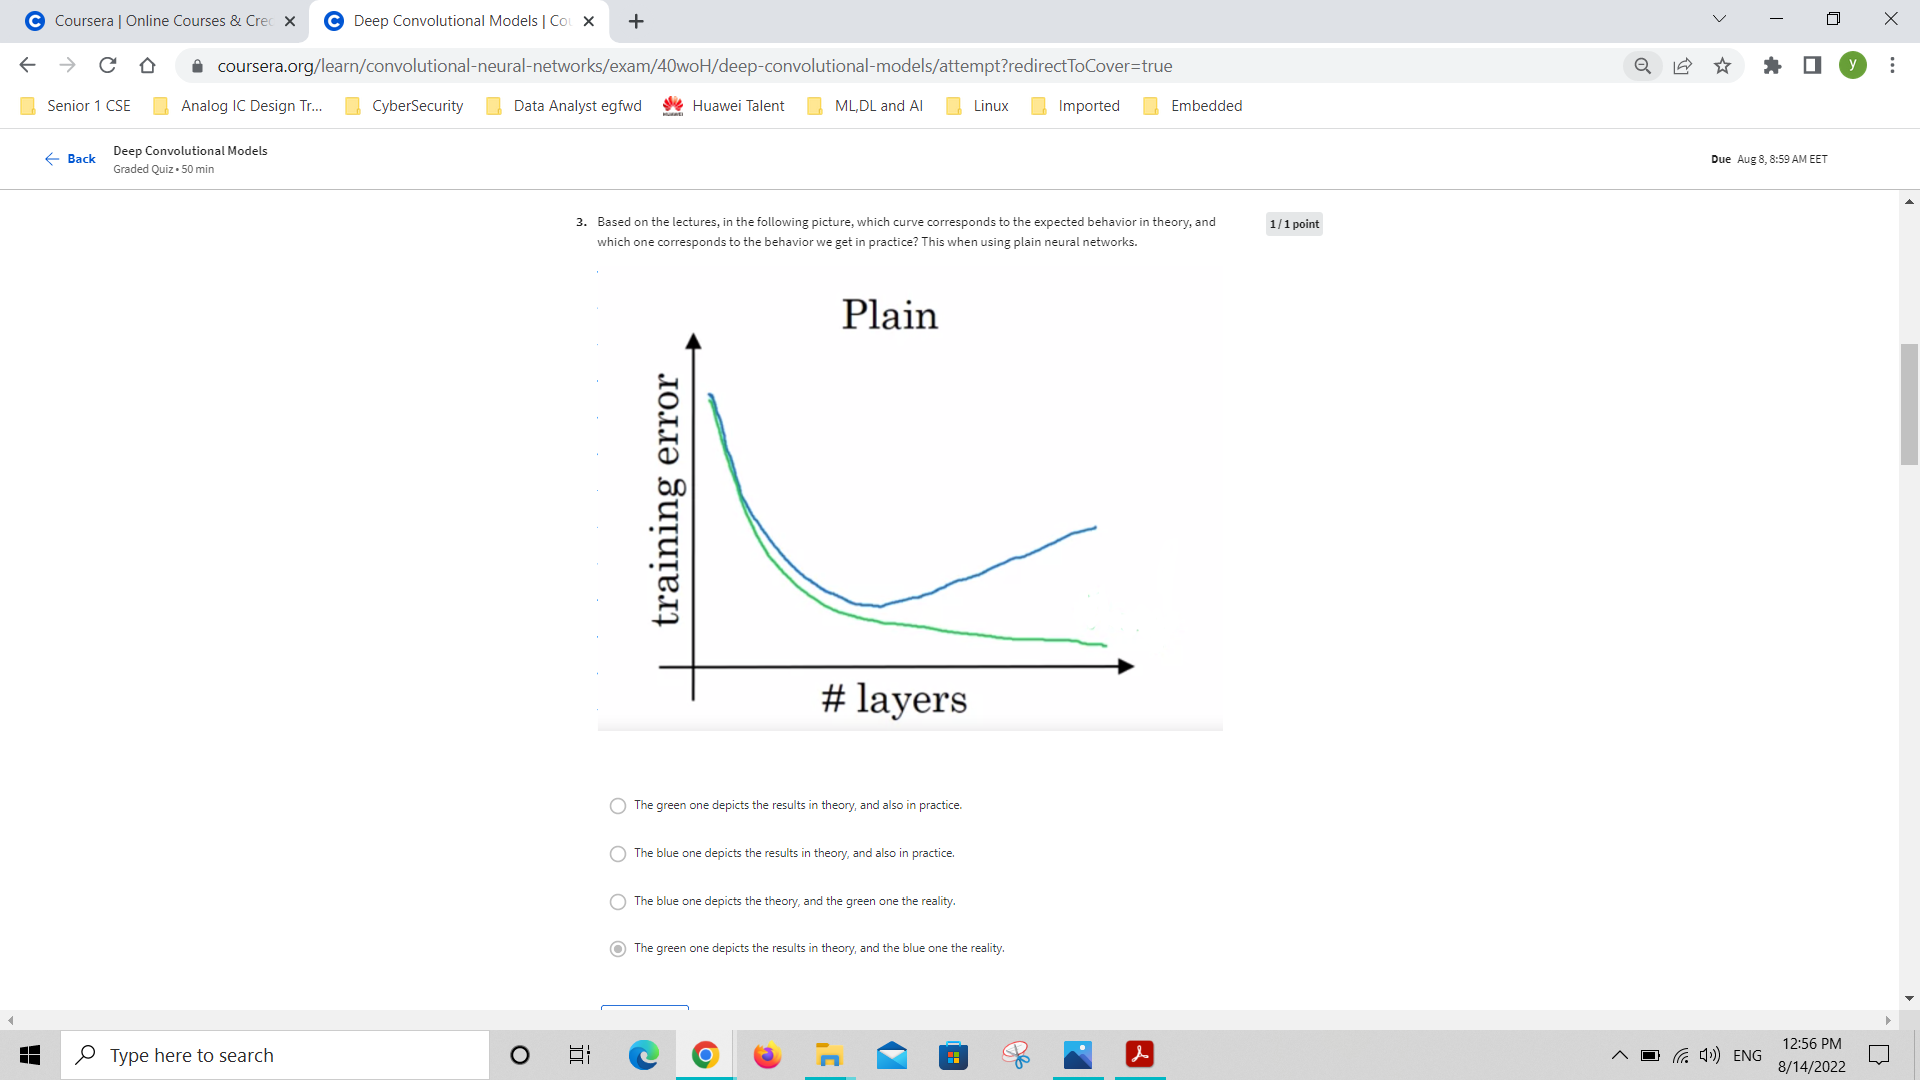 Coursera | Online Courses & Cre
Deep Convolutional Models | Co
coursera.org/learn/convolutional-neural-networks/exam/40woH/deep-convolutional-models/attempt?redirectToCover=true
y
Senior 1 CSE
Analog IC Design Tr...
CyberSecurity
Data Analyst egfwd
Huawei Talent
ML,DL and AI
Linux
Imported
Embedded
Back
Deep Convolutional Models
Graded Quiz • 50 min
Due Aug 8, 8:59 AM EET
3. Based on the lectures, in the following picture, which curve corresponds to the expected behavior in theory, and
which one corresponds to the behavior we get in practice? This when using plain neural networks.
1 / 1 point
Plain
training error
# layers
The green one depicts the results in theory, and also in practice.
The blue one depicts the results in theory, and also in practice.
The blue one depicts the theory, and the green one the reality.
The green one depicts the results in theory, and the blue one the reality.
Type here to search
ENG
12:56 PM
8/14/2022